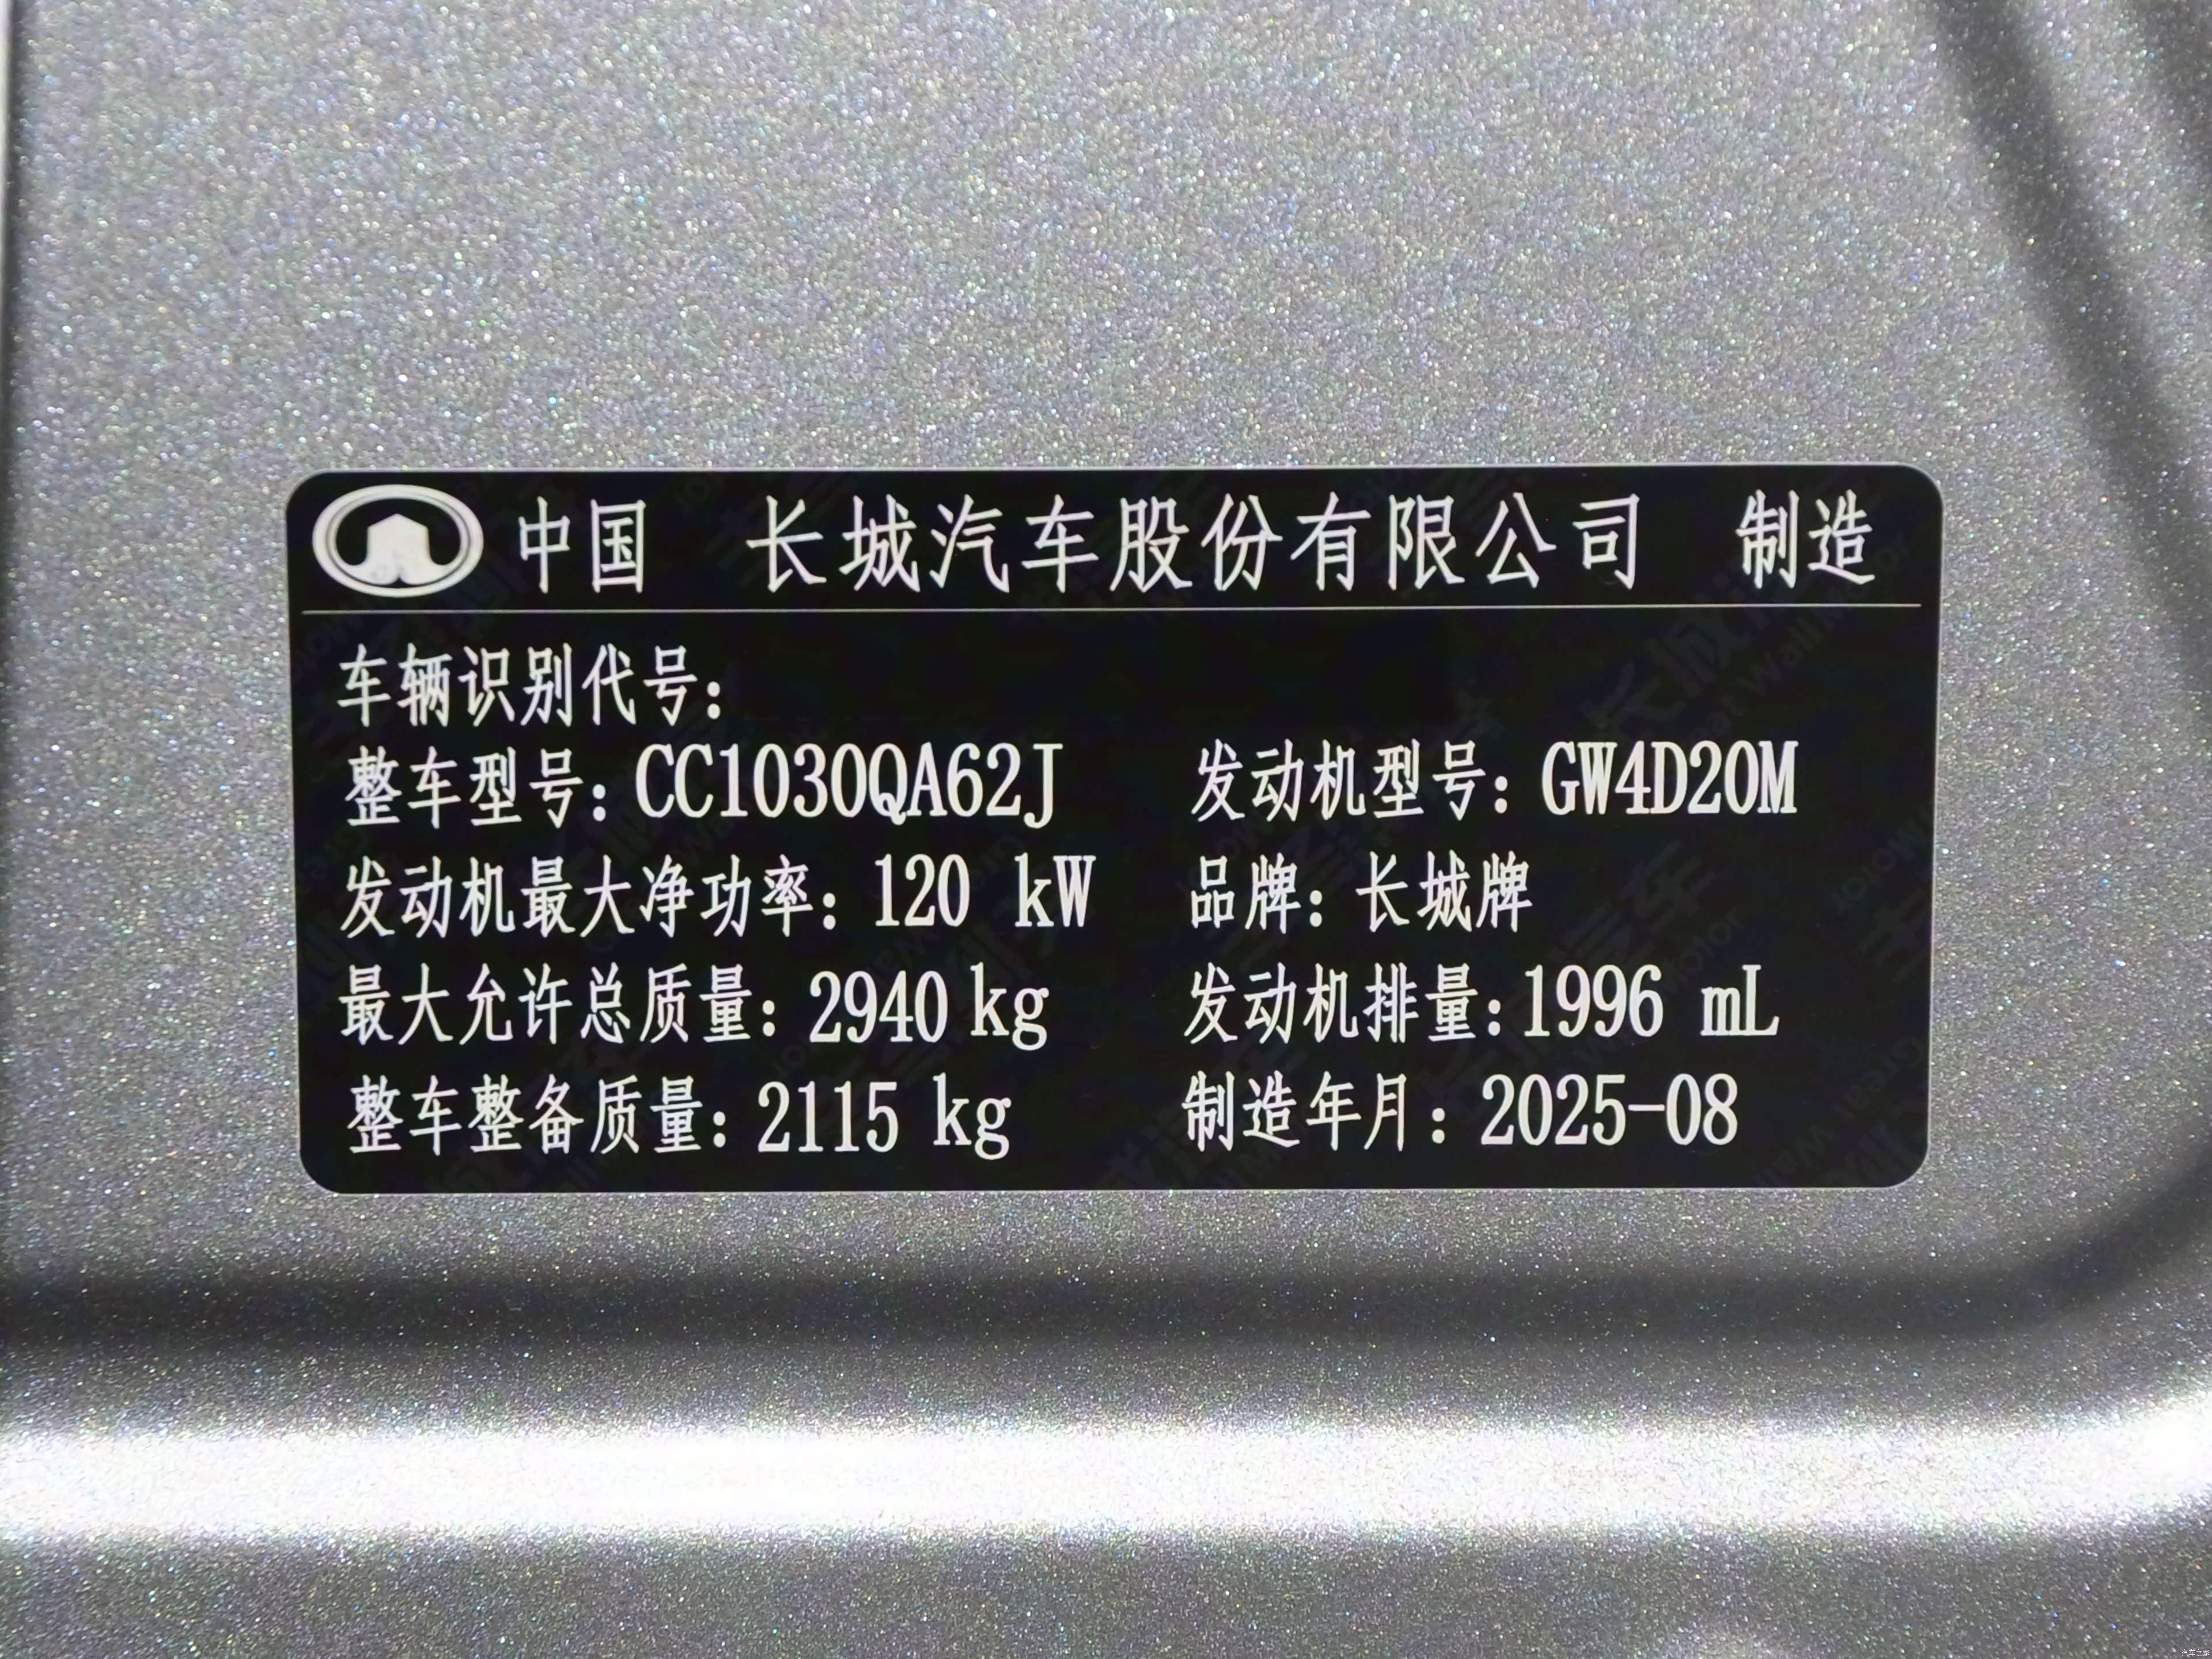 中国 长城汽车股份有限公司 制造
车辆识别代号：
整车型号：CC1030QA62J 发动机型号：GW4D20M
发动机最大净功率：120 kW 品牌：长城牌
最大允许总质量：2940 kg 发动机排量：1996 mL
整车整备质量：2115 kg 制造年月：2025-08
汽车之家